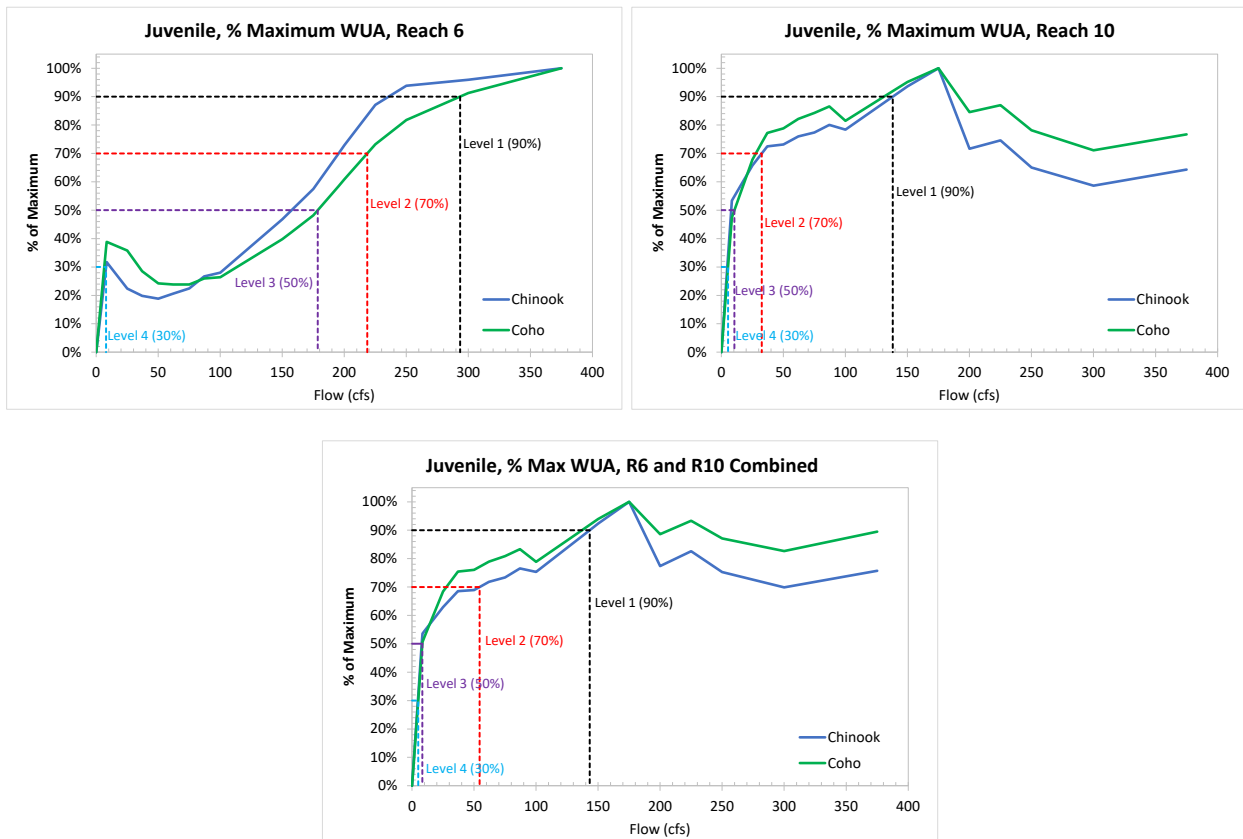 Juvenile, % Maximum WUA, Reach 6
% of Maximum
100%
90%
80%
70%
60%
50%
40%
30%
20%
10%
0%
Level 1 (90%)
Level 2 (70%)
Level 3 (50%)
Level 4 (30%)
Chinook
Coho
0 50 100 150 200 250 300 350 400
Flow (cfs)
Juvenile, % Maximum WUA, Reach 10
% of Maximum
100%
90%
80%
70%
60%
50%
40%
30%
20%
10%
0%
Level 1 (90%)
Level 2 (70%)
Level 3 (50%)
Level 4 (30%)
Chinook
Coho
0 50 100 150 200 250 300 350 400
Flow (cfs)
Juvenile, % Max WUA, R6 and R10 Combined
% of Maximum
100%
90%
80%
70%
60%
50%
40%
30%
20%
10%
0%
Level 1 (90%)
Level 2 (70%)
Level 3 (50%)
Level 4 (30%)
Chinook
Coho
0 50 100 150 200 250 300 350 400
Flow (cfs)